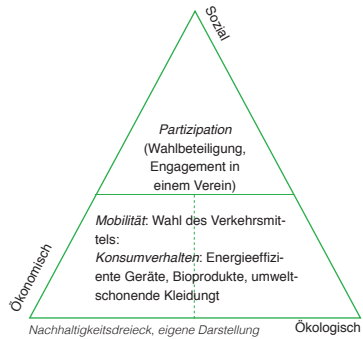 Sozial
Partizipation
(Wahlbeteiligung,
Engagement in
einem Verein)
Ökonomisch
Mobilität: Wahl des Verkehrsmit-
tels:
Konsumverhalten: Energieeffizi-
ente Geräte, Bioprodukte, umwelt-
schonende Kleidungt
Ökologisch
Nachhaltigkeitsdreieck, eigene Darstellung